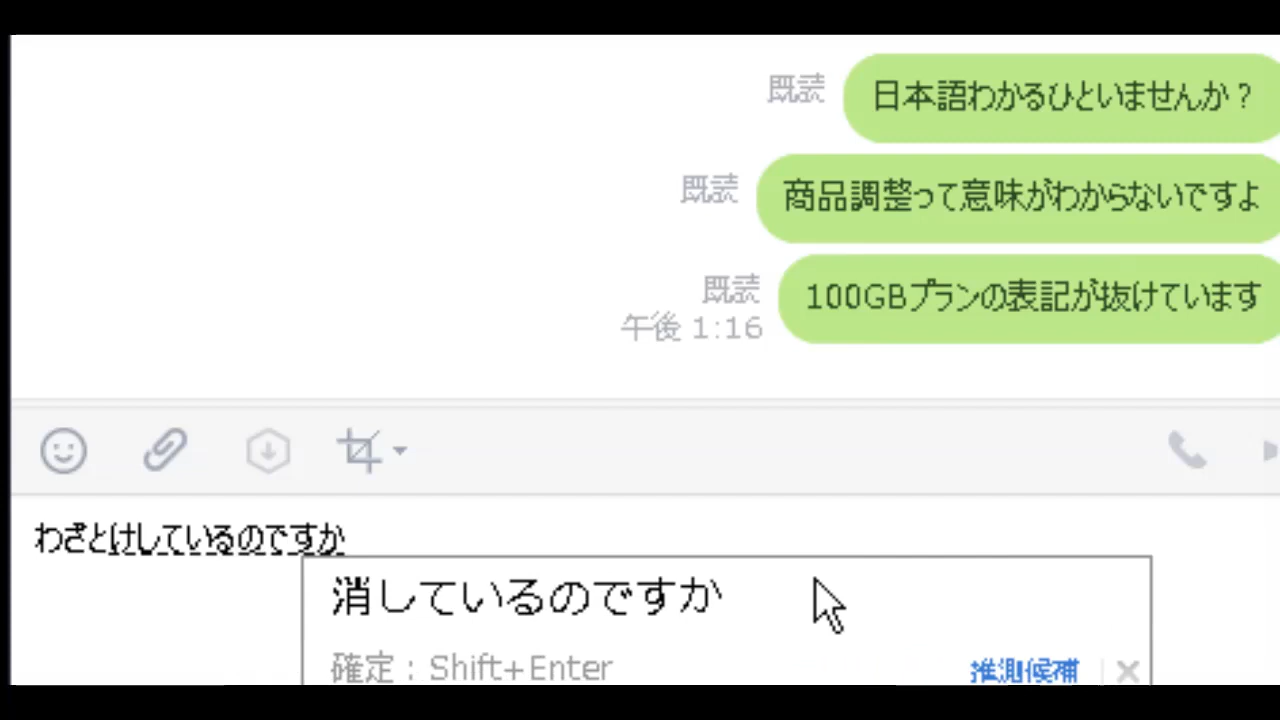 既読 日本語わかるひといませんか？
既読 商品調整って意味がわからないですよ
既読
午後 1:16 100GBプランの表記が抜けています
わざとけしているのですか
消しているのですか
確定：Shift+Enter 推測候補